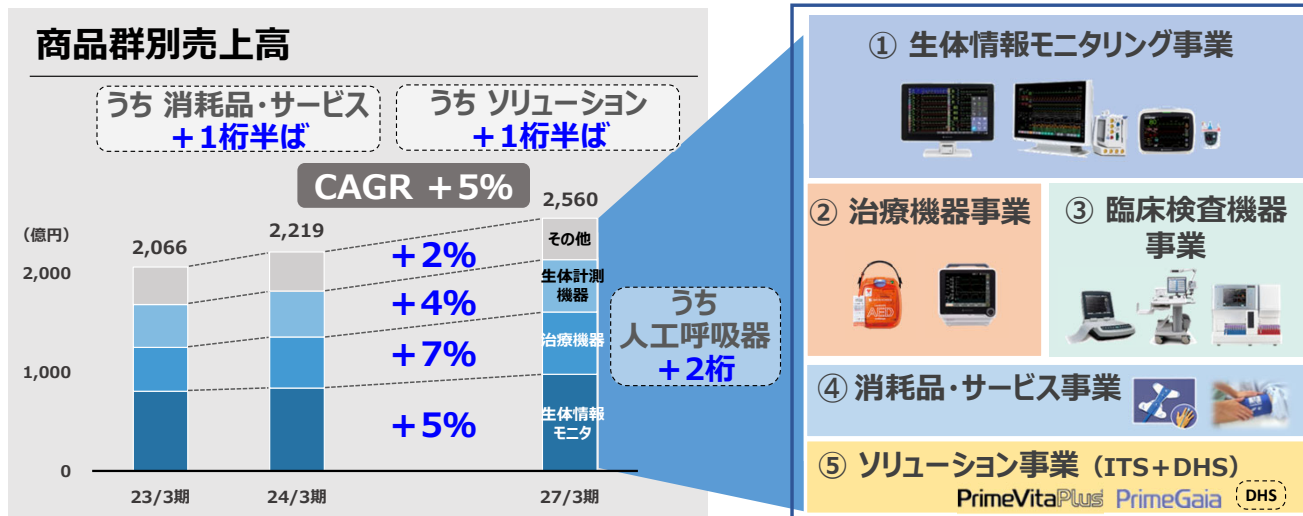 商品群別売上高
うち 消耗品・サービス
+1桁半ば
うち ソリューション
+1桁半ば
CAGR +5%
(億円)
2,000
1,000
0
2,066
2,219
2,560
+2%
+4%
+7%
+5%
その他
生体計測
機器
治療機器
生体情報
モニタ
23/3期
24/3期
27/3期
うち
人工呼吸器
+2桁
① 生体情報モニタリング事業
② 治療機器事業
AED
③ 臨床検査機器
事業
④ 消耗品・サービス事業
⑤ ソリューション事業 (ITS+DHS)
PrimeVitaPlus PrimeGaia DHS